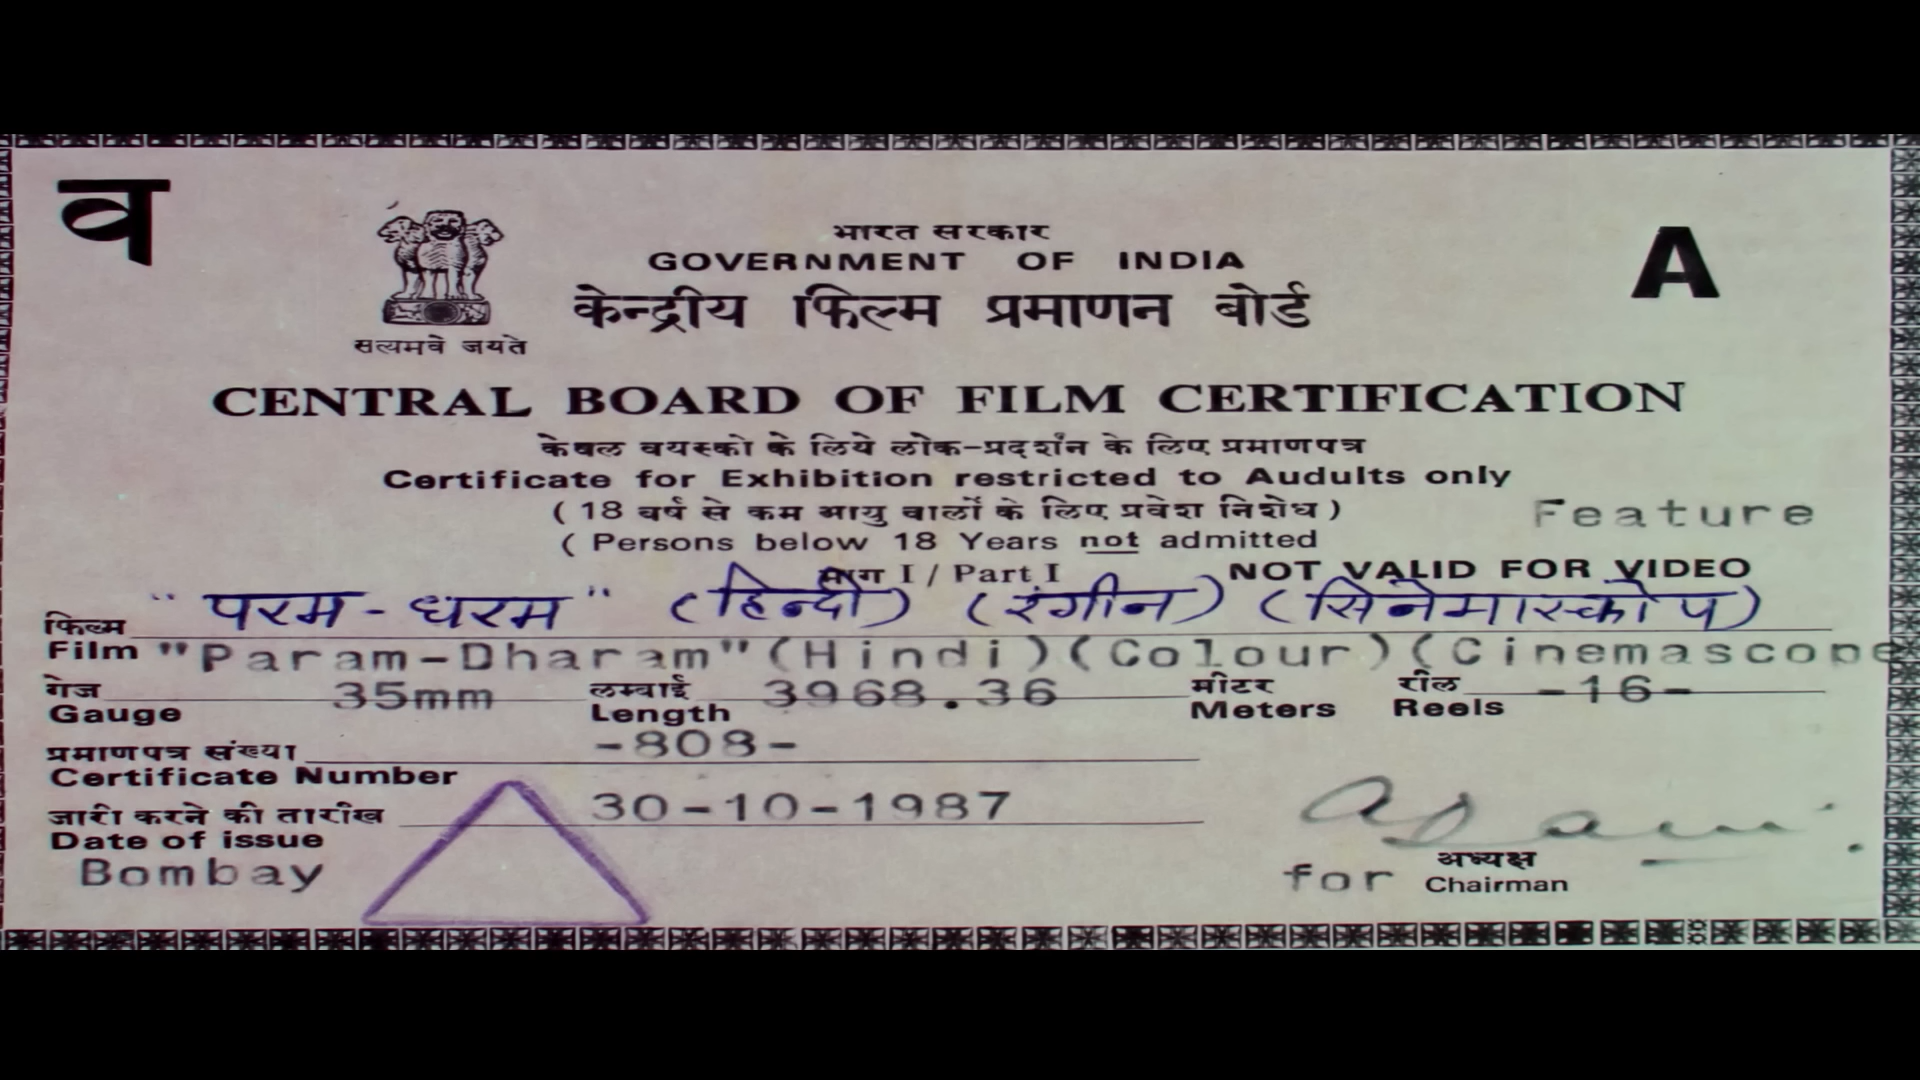 व
A
सत्यमेव जयते
भारत सरकार
GOVERNMENT OF INDIA
केन्द्रीय फिल्म प्रमाणन बोर्ड
CENTRAL BOARD OF FILM CERTIFICATION
केवल वयस्को के लिये लोक-प्रदर्शन के लिए प्रमाणपत्र
Certificate for Exhibition restricted to Audults only
( 18 वर्ष से कम आयु वालों के लिए प्रवेश निशेध )
Feature
( Persons below 18 Years not admitted
भाग I / Part I
NOT VALID FOR VIDEO
फिल्म "परम-धरम" (हिन्दी) (रंगीन) (सिनेमास्कोप)
Film "Param-Dharam"(Hindi)(Colour)(Cinemascope
गेज 35mm लम्बाई 3968.36 मीटर रील -16-
Gauge Length Meters Reels
प्रमाणपत्र संख्या -808-
Certificate Number
जारी करने की तारीख 30-10-1987
Date of issue
Bombay
for अध्यक्ष
Chairman